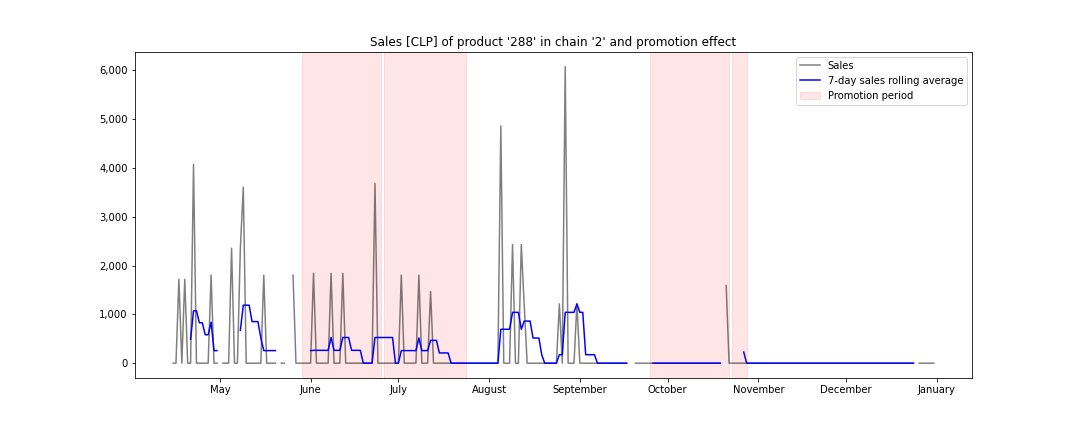 Sales [CLP] of product '288' in chain '2' and promotion effect
Sales
7-day sales rolling average
Promotion period
6,000
5,000
4,000
3,000
2,000
1,000
0
May
June
July
August
September
October
November
December
January